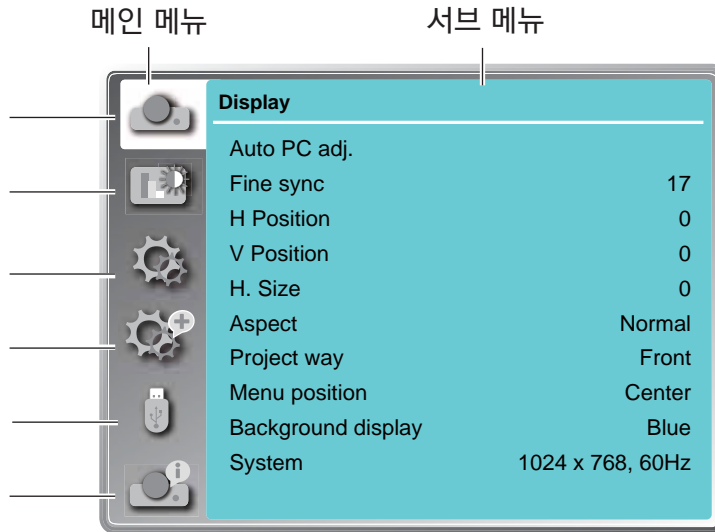 메인 메뉴
서브 메뉴
Display
Auto PC adj.
Fine sync 17
H Position 0
V Position 0
H. Size 0
Aspect Normal
Project way Front
Menu position Center
Background display Blue
System 1024 x 768, 60Hz